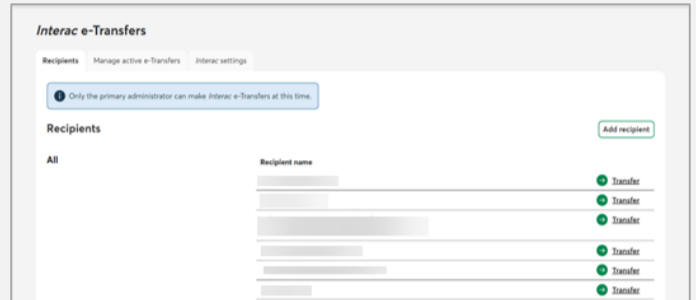 Interac e-Transfers
Recipients Manage active e-Transfers Interac settings
Only the primary administrator can make Interac e-Transfers at this time.
Recipients Add recipient
All Recipient name
Transfer
Transfer
Transfer
Transfer
Transfer
Transfer